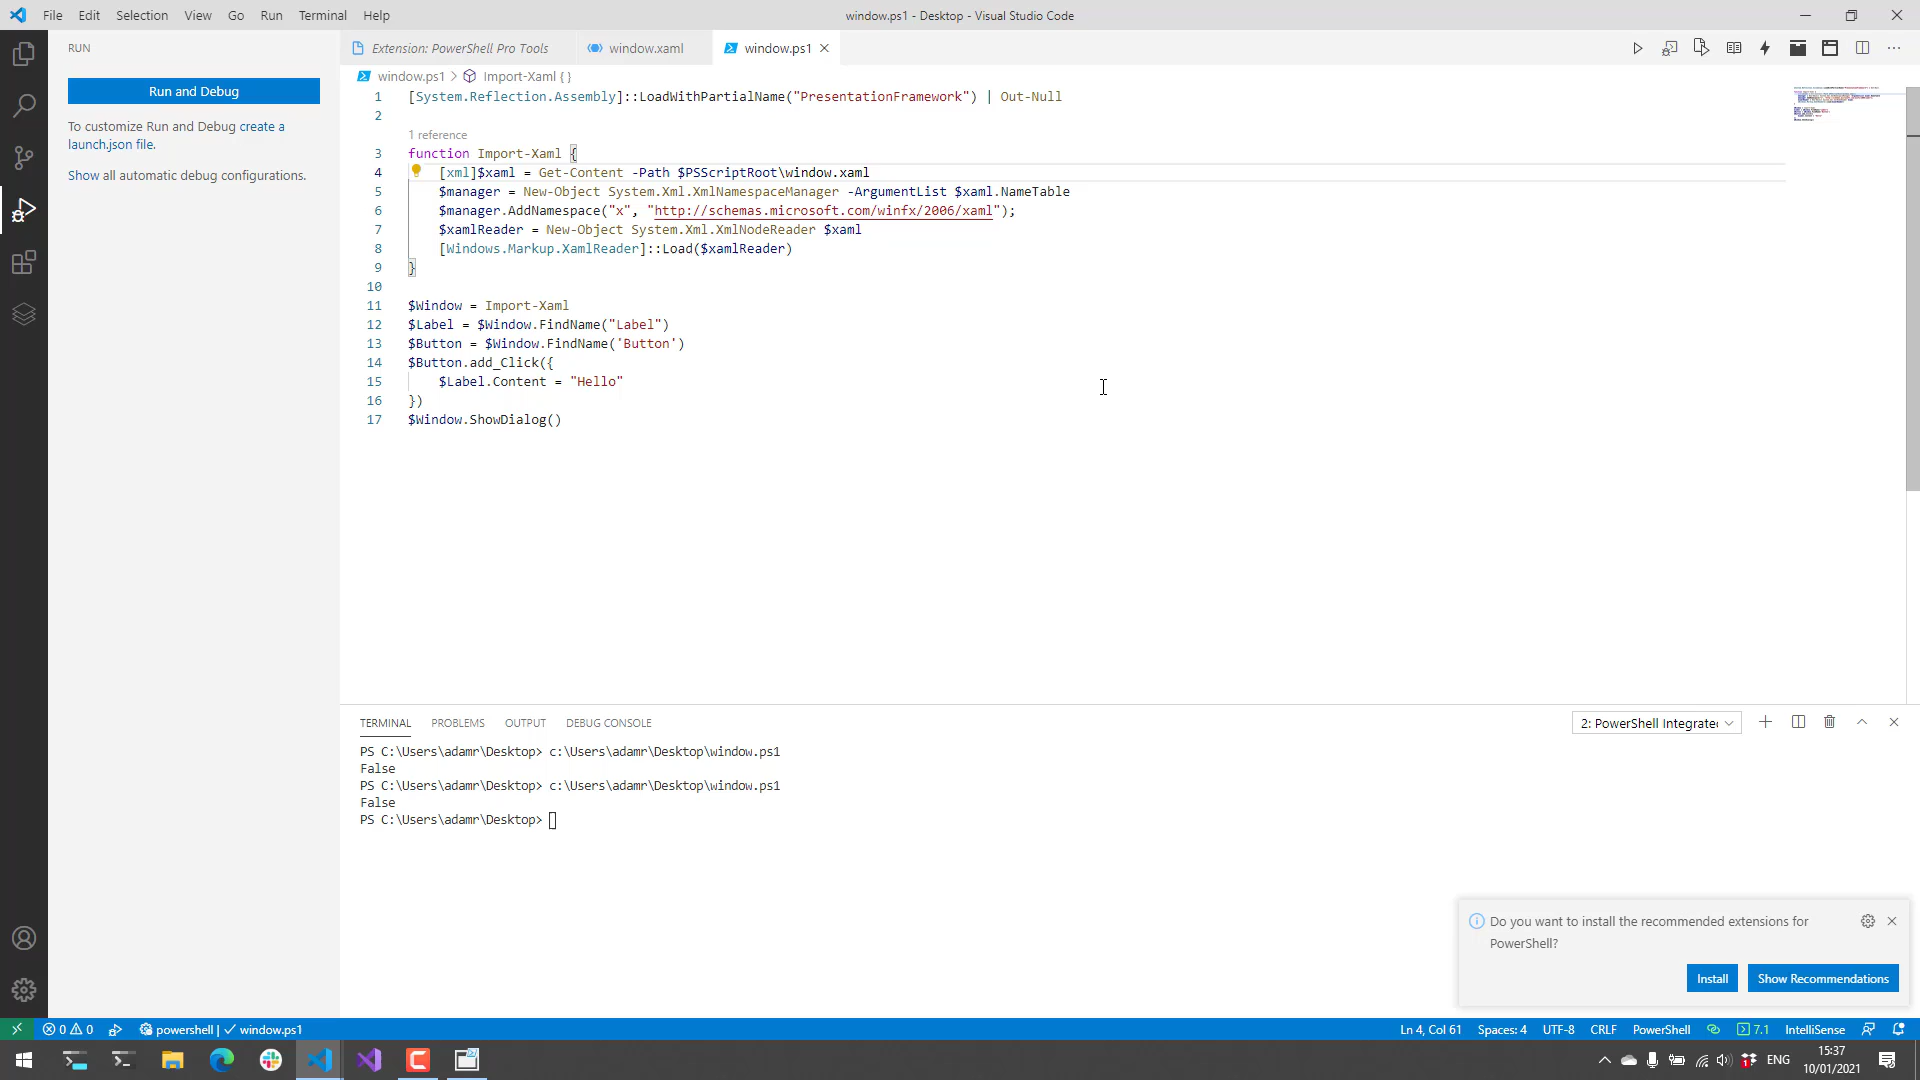 File Edit Selection View Go Run Terminal Help
window.ps1 - Desktop - Visual Studio Code
RUN
Run and Debug
To customize Run and Debug create a
launch.json file.
Show all automatic debug configurations.
Extension: PowerShell Pro Tools
window.xaml
window.ps1
window.ps1 > Import-Xaml { }
1 [System.Reflection.Assembly]::LoadWithPartialName("PresentationFramework") | Out-Null
2
1 reference
3 function Import-Xaml {
4 [xml]$xaml = Get-Content -Path $PSScriptRoot\window.xaml
5 $manager = New-Object System.Xml.XmlNamespaceManager -ArgumentList $xaml.NameTable
6 $manager.AddNamespace("x", "http://schemas.microsoft.com/winfx/2006/xaml");
7 $xamlReader = New-Object System.Xml.XmlNodeReader $xaml
8 [Windows.Markup.XamlReader]::Load($xamlReader)
9 }
10
11 $Window = Import-Xaml
12 $Label = $Window.FindName("Label")
13 $Button = $Window.FindName('Button')
14 $Button.add_Click({
15 $Label.Content = "Hello"
16 })
17 $Window.ShowDialog()
TERMINAL PROBLEMS OUTPUT DEBUG CONSOLE
2: PowerShell Integrated
PS C:\Users\adamr\Desktop> c:\Users\adamr\Desktop\window.ps1
False
PS C:\Users\adamr\Desktop> c:\Users\adamr\Desktop\window.ps1
False
PS C:\Users\adamr\Desktop>
Do you want to install the recommended extensions for
PowerShell?
Install
Show Recommendations
0 0 powershell | ✓ window.ps1
Ln 4, Col 61 Spaces: 4 UTF-8 CRLF PowerShell 7.1 IntelliSense
ENG
15:37
10/01/2021